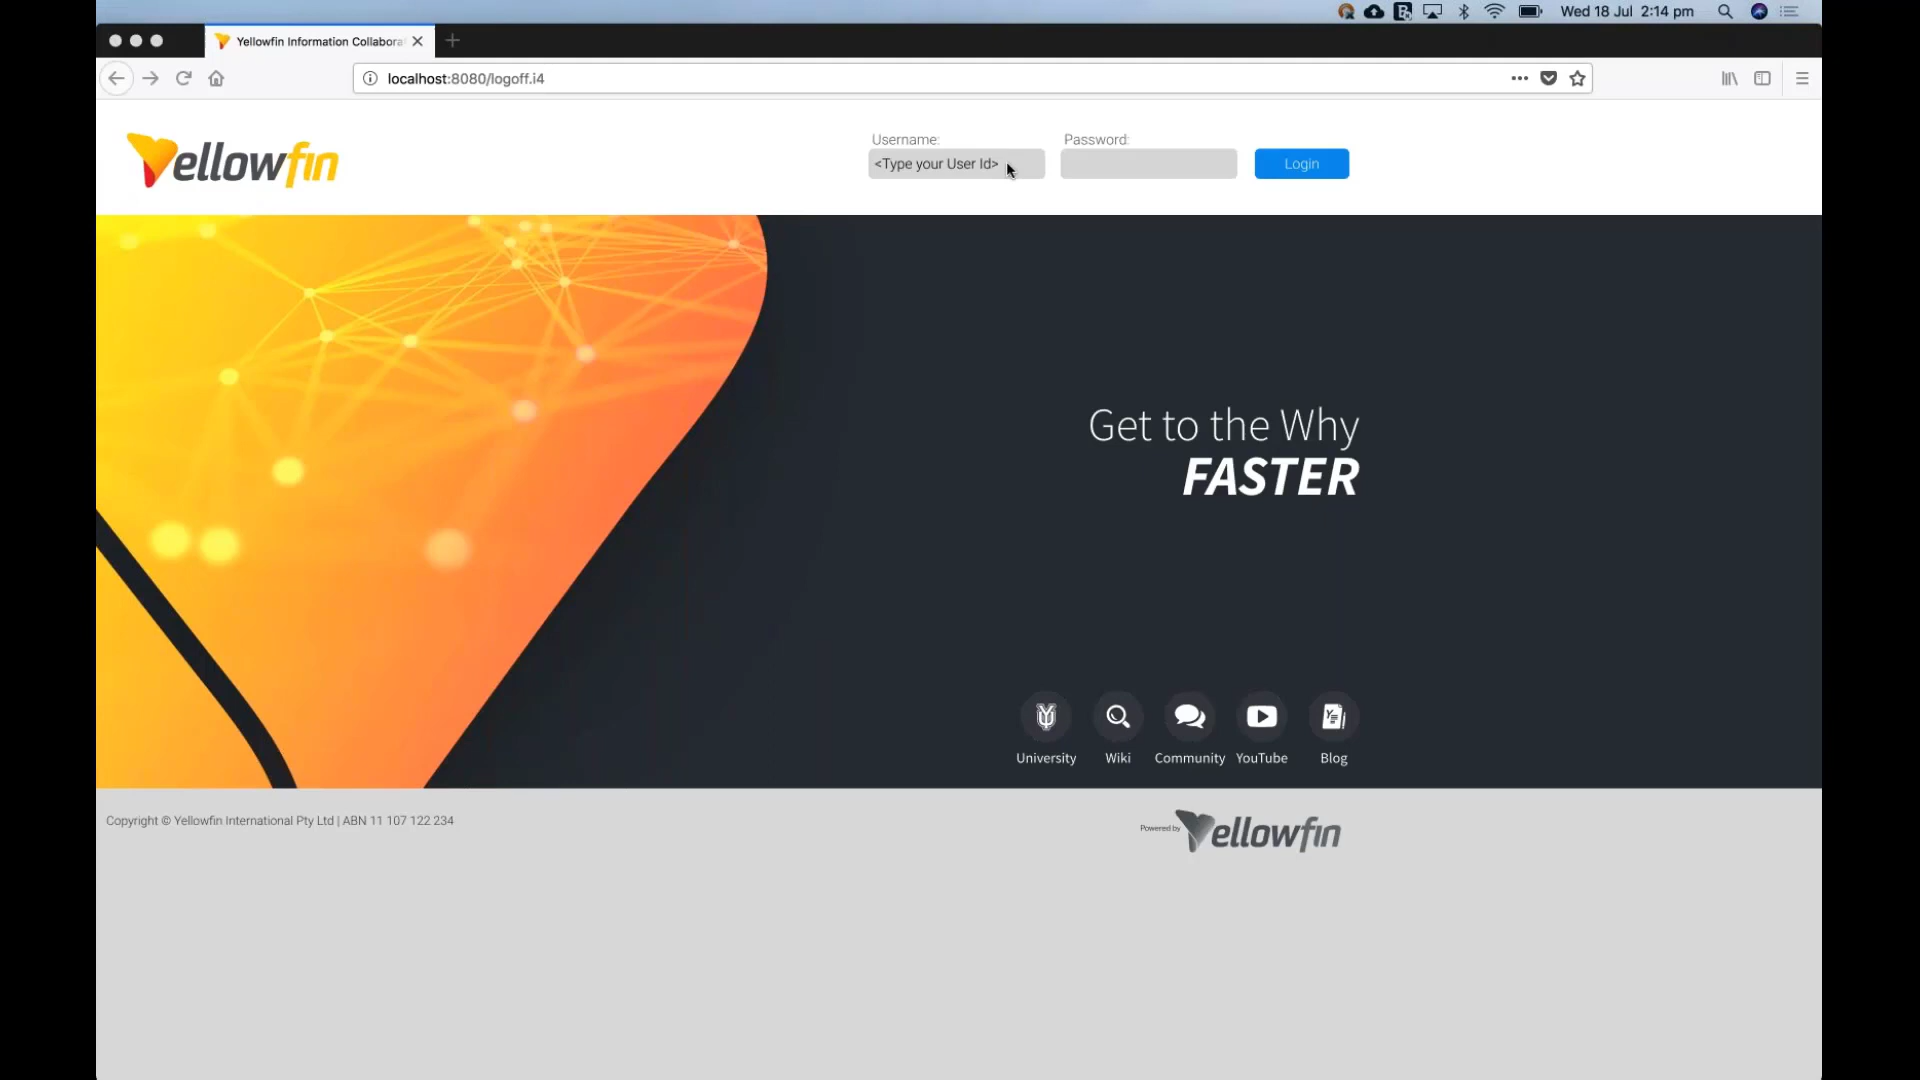 Wed 18 Jul 2:14 pm
Yellowfin Information Collabora
localhost:8080/logoff.i4
Yellowfin
Username: Password:
<Type your User Id> Login
Get to the Why
FASTER
University Wiki Community YouTube Blog
Copyright © Yellowfin International Pty Ltd | ABN 11 107 122 234
Powered by Yellowfin